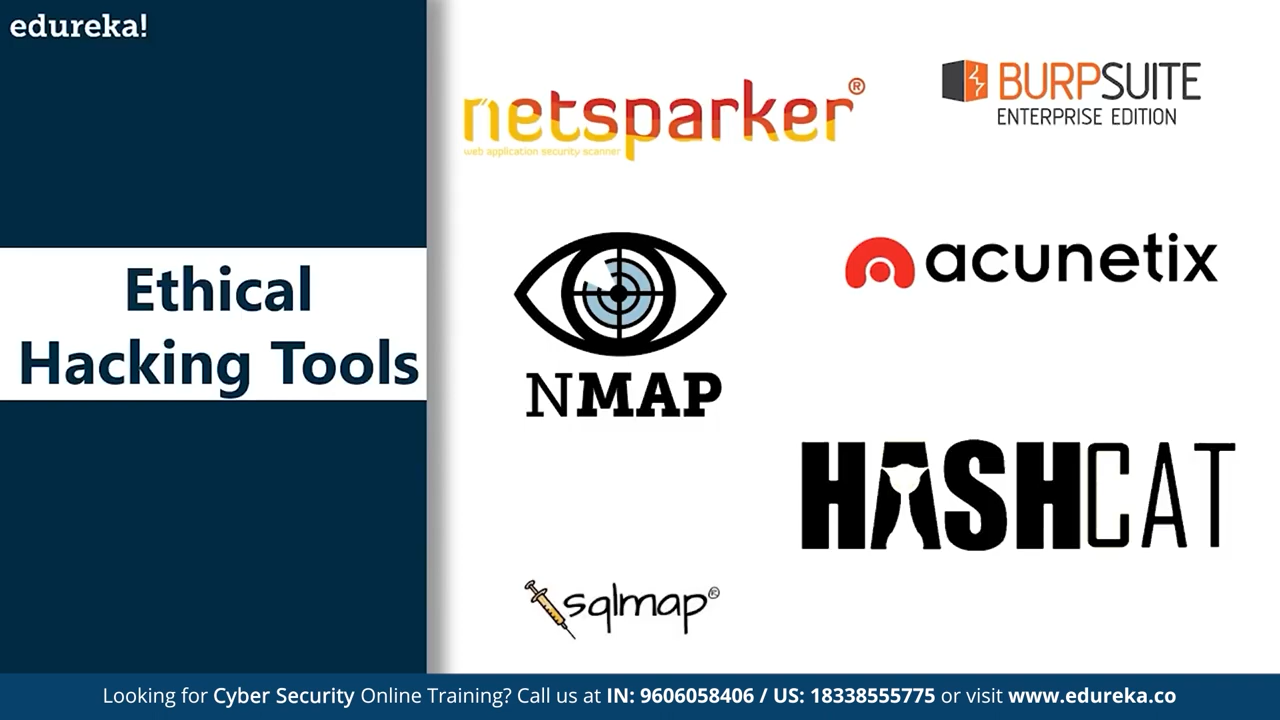 edureka!
Ethical
Hacking Tools
netsparker®
web application security scanner
BURPSUITE
ENTERPRISE EDITION
NMAP
acunetix
HASHCAT
sqlmap®
Looking for Cyber Security Online Training? Call us at IN: 9606058406 / US: 18338555775 or visit www.edureka.co